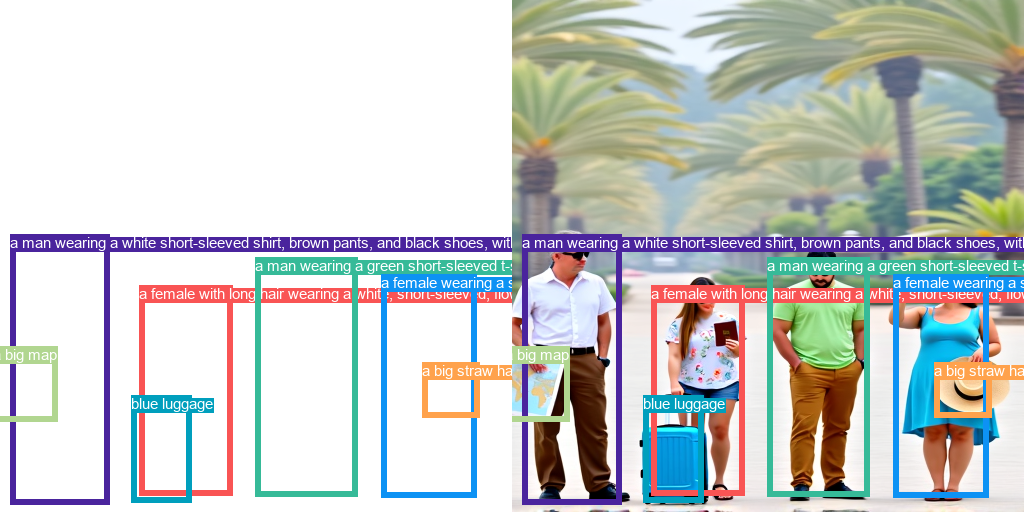 a man wearing a white short-sleeved shirt, brown pants, and black shoes, wit
a man wearing a green short-sleeved t-s
a female wearing a s
a female with long hair wearing a white, short-sleeved, flo
big map
a big straw ha
blue luggage
a man wearing a white short-sleeved shirt, brown pants, and black shoes, wit
a man wearing a green short-sleeved t-s
a female wearing a s
a female with long hair wearing a white, short-sleeved, flo
big map
a big straw ha
blue luggage